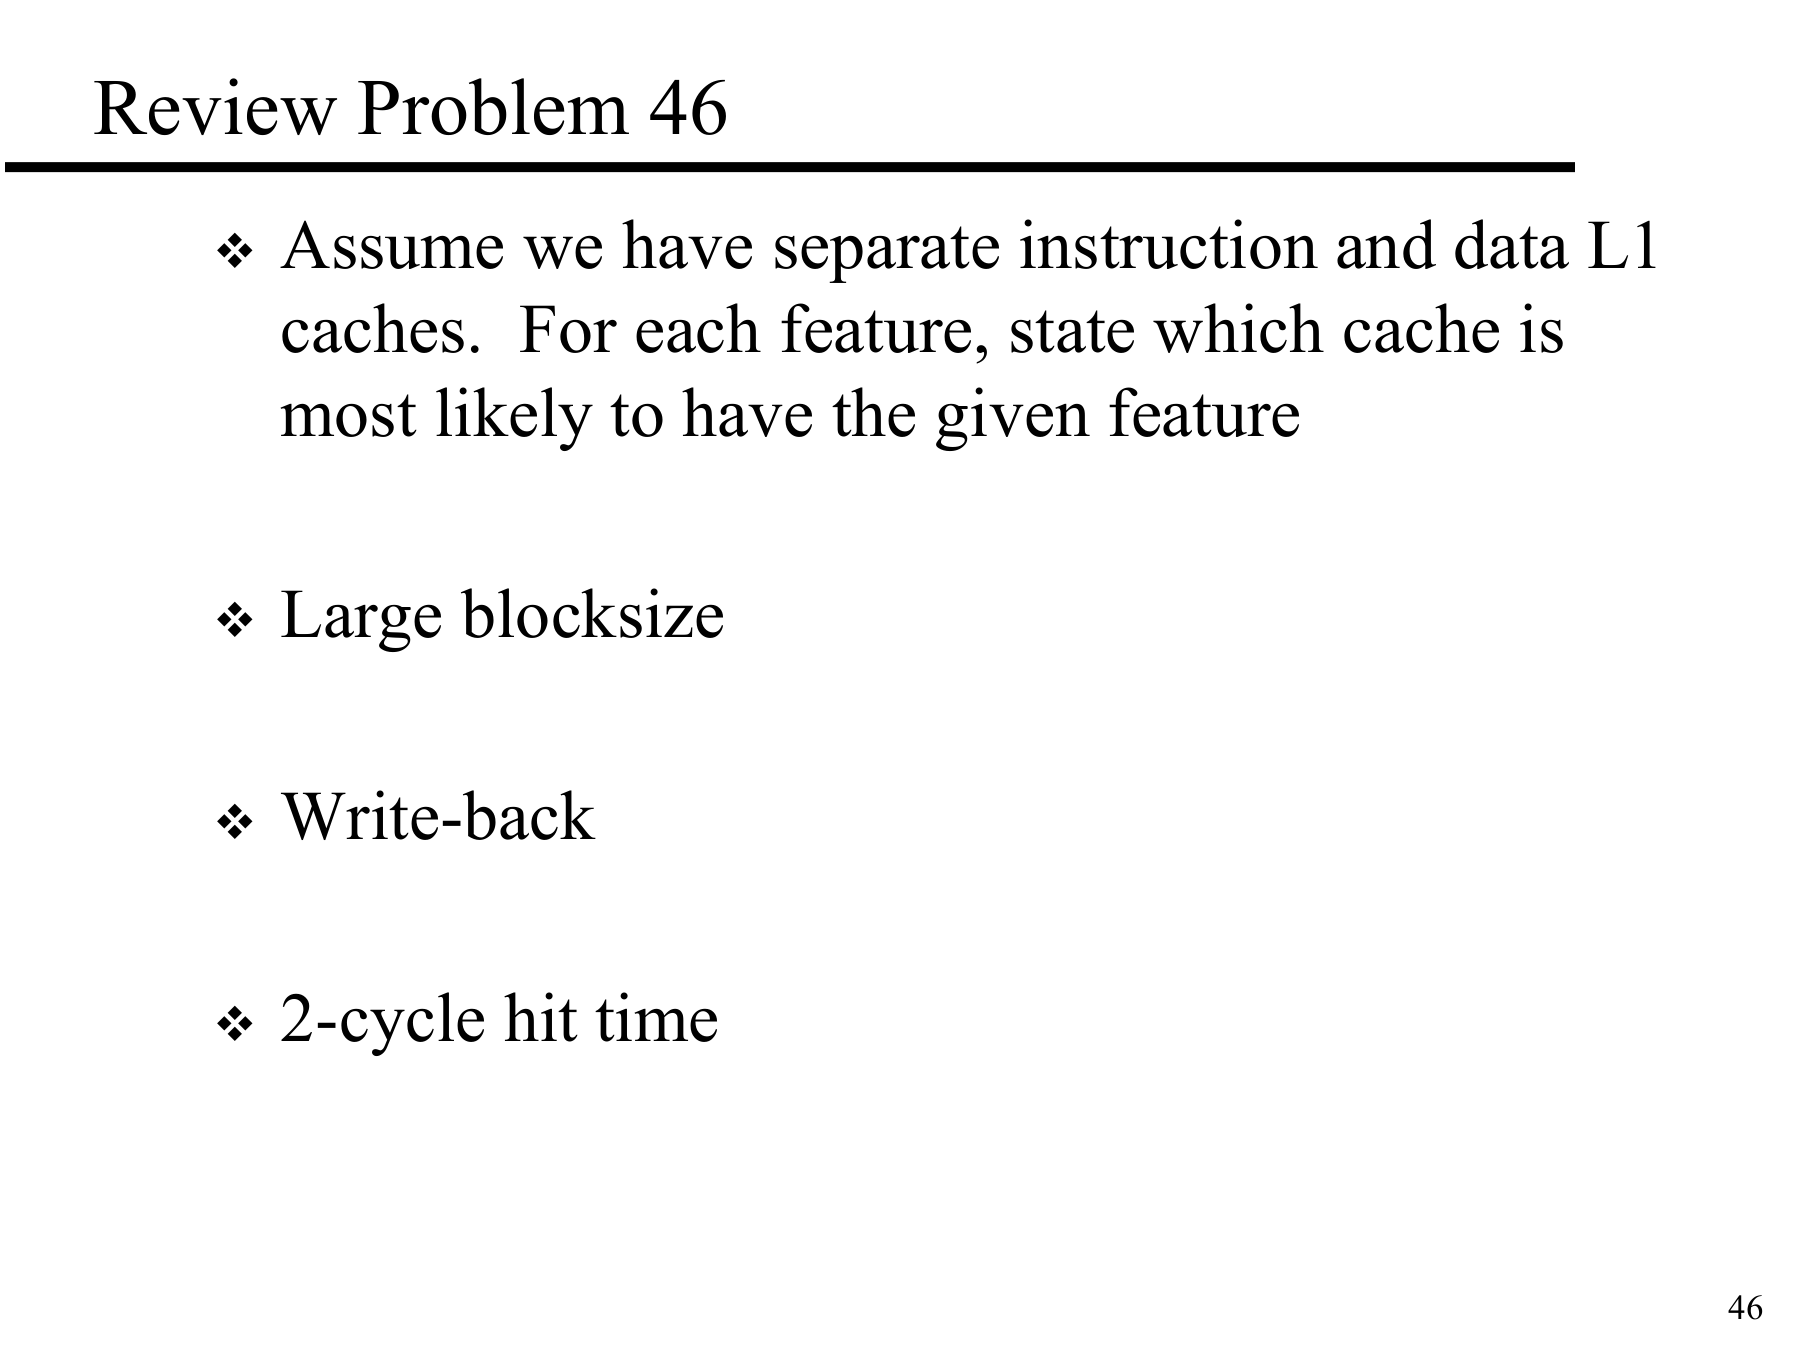 Review Problem 46
❖ Assume we have separate instruction and data L1
caches.  For each feature, state which cache is
most likely to have the given feature
❖ Large blocksize
❖ Write-back
❖ 2-cycle hit time
46